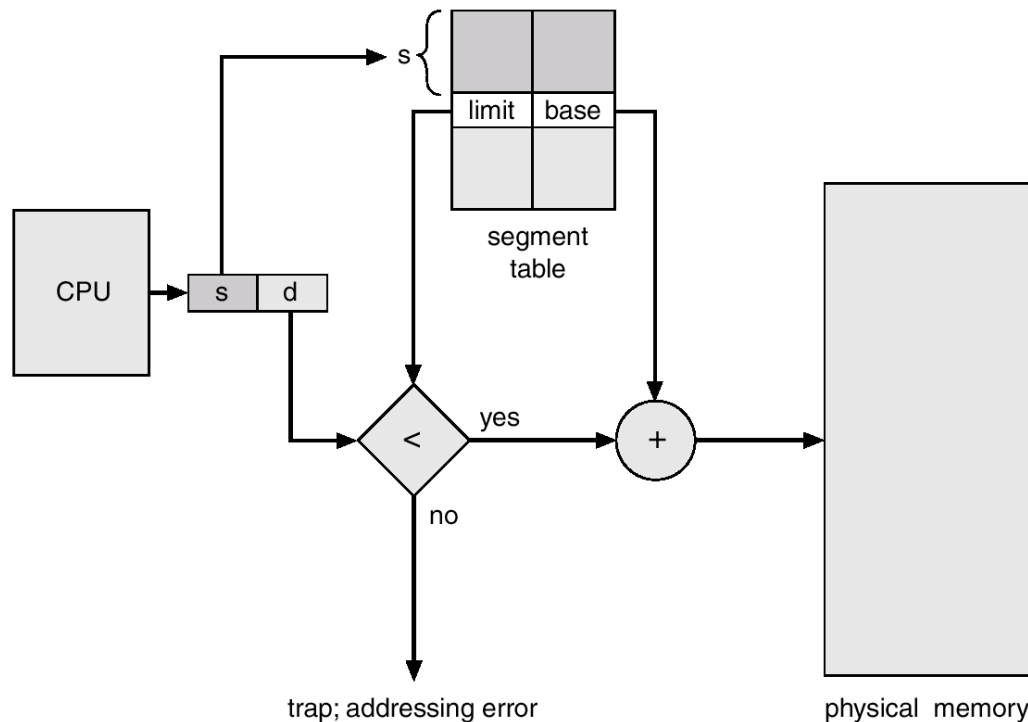 s
limit base
segment
table
CPU
s d
<
yes
+
no
trap; addressing error
physical memory